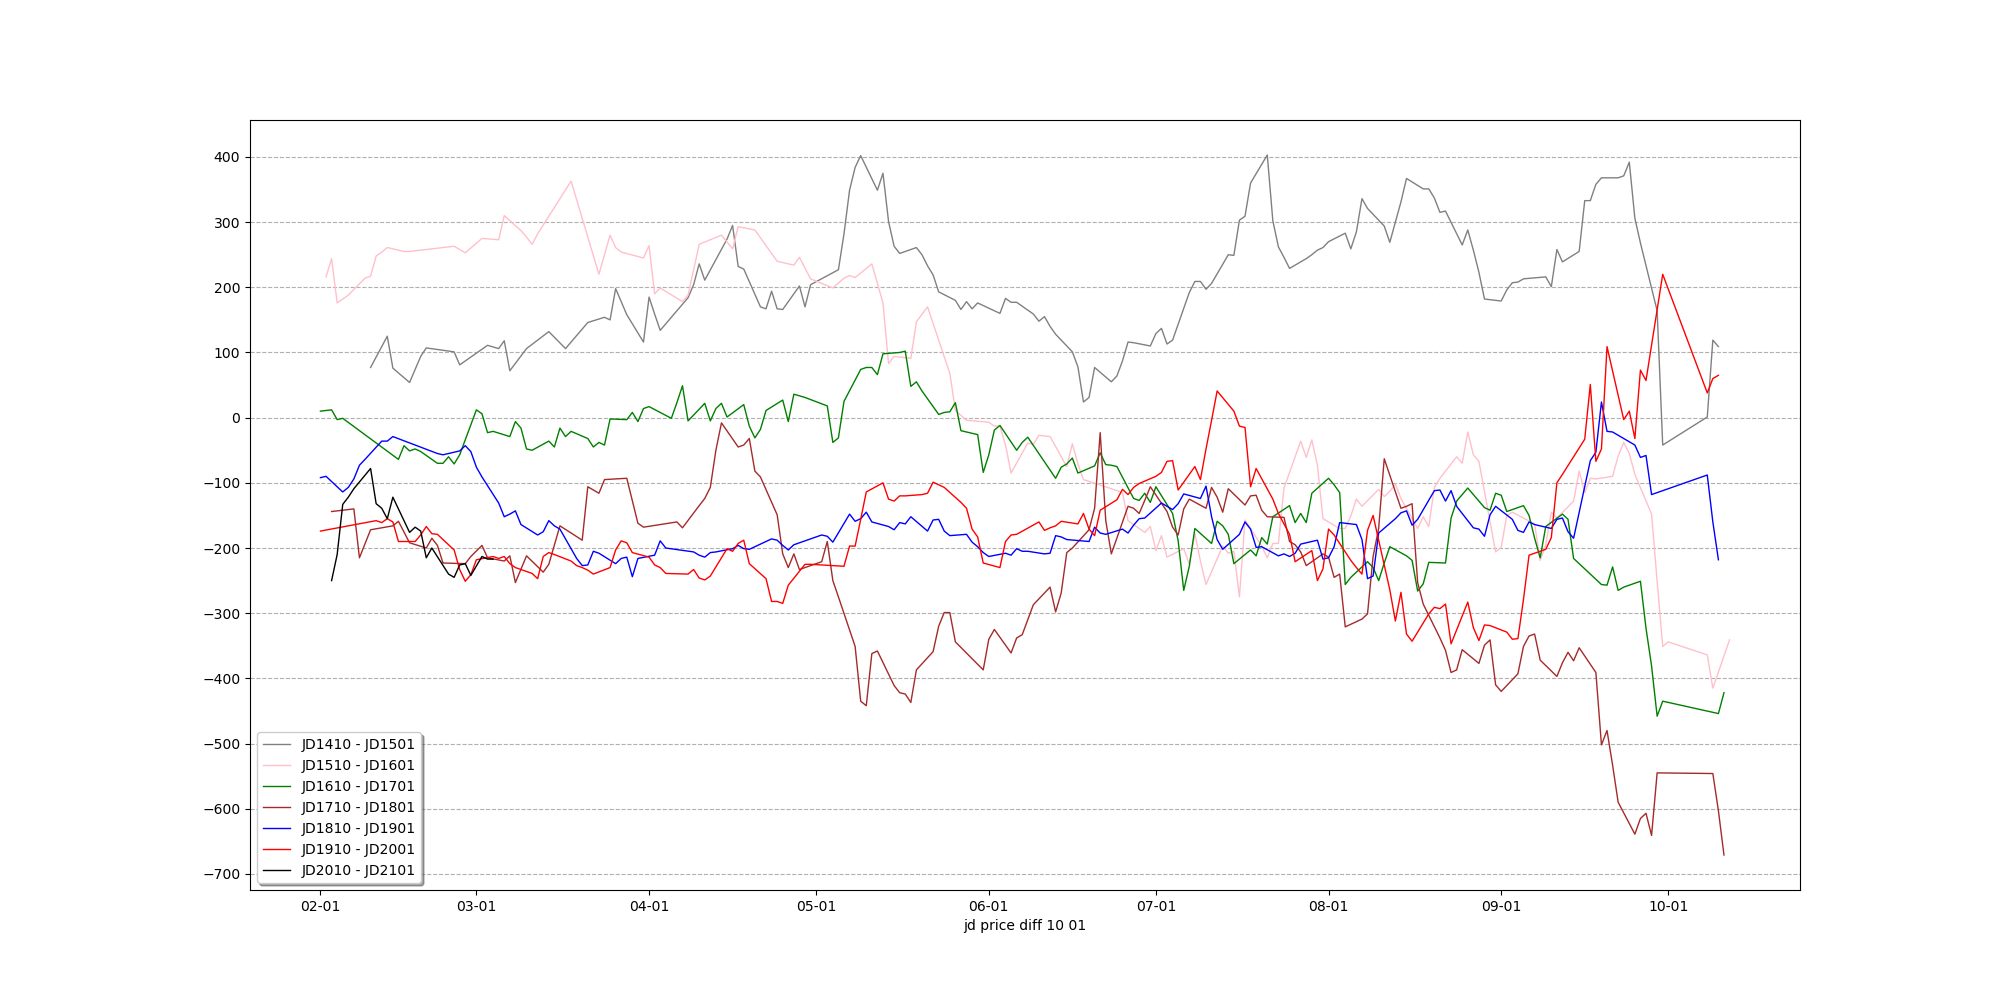 400
300
200
100
0
−100
−200
−300
−400
−500
−600
−700
JD1410 - JD1501
JD1510 - JD1601
JD1610 - JD1701
JD1710 - JD1801
JD1810 - JD1901
JD1910 - JD2001
JD2010 - JD2101
02-01 03-01 04-01 05-01 06-01 07-01 08-01 09-01 10-01
jd price diff 10 01